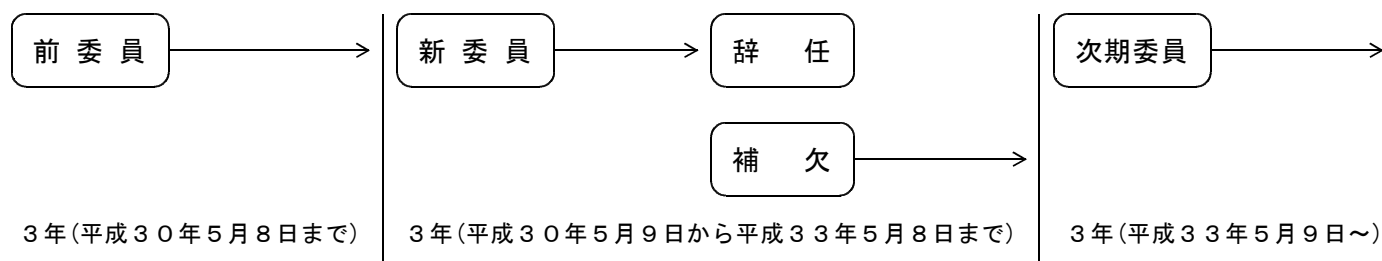 前委員 新委員 辞任 次期委員
補欠
３年（平成３０年５月８日まで） ３年（平成３０年５月９日から平成３３年５月８日まで） ３年（平成３３年５月９日～）